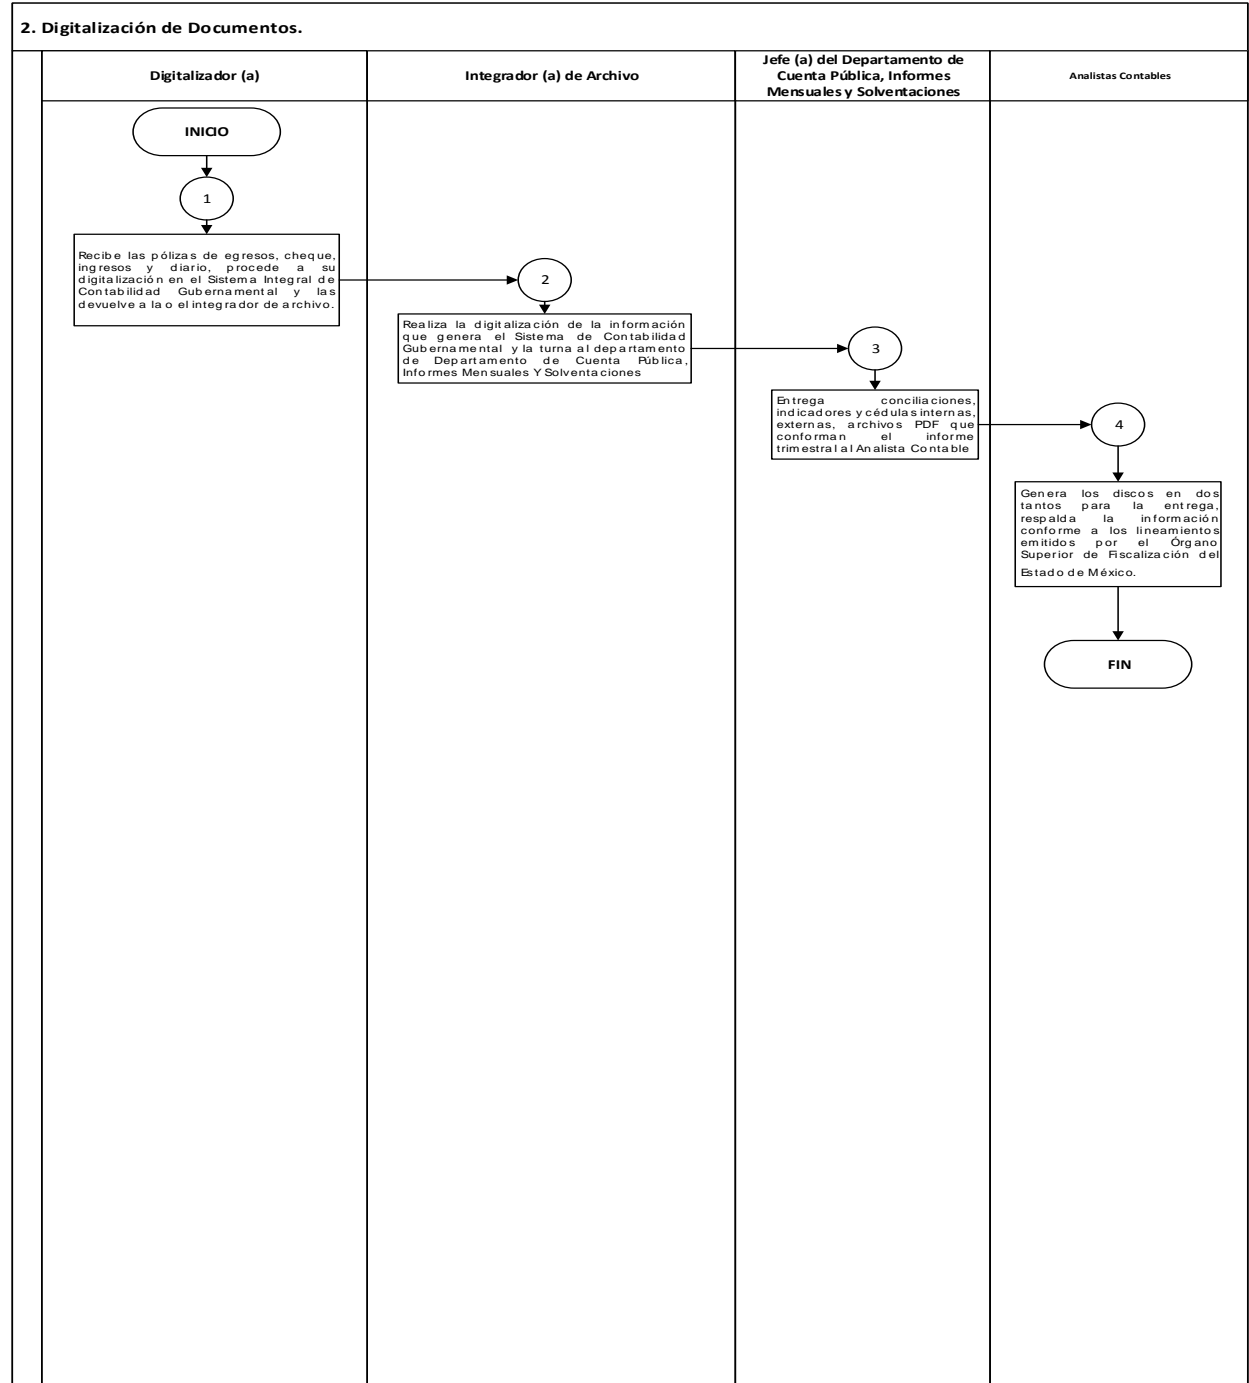 2. Digitalización de Documentos.
Digitalizador (a)
Integrador (a) de Archivo
Jefe (a) del Departamento de
Cuenta Pública, Informes
Mensuales y Solventaciones
Analistas Contables
INICIO
1
Recibe las pólizas de egresos, cheque,
ingresos y diario, procede a su
digitalización en el Sistema Integral de
Contabilidad Gubernamental y las
devuelve a la o el integrador de archivo.
2
Realiza la digitalización de la información
que genera el Sistema de Contabilidad
Gubernamental y la turna al departamento
de Departamento de Cuenta Pública,
Informes Mensuales Y Solventaciones
3
Entrega conciliaciones,
indicadores y cédulas internas,
externas, archivos PDF que
conforman el informe
trimestral al Analista Contable
4
Genera los discos en dos
tantos para la entrega,
respalda la información
conforme a los lineamientos
emitidos por el Órgano
Superior de Fiscalización del
Estado de México.
FIN